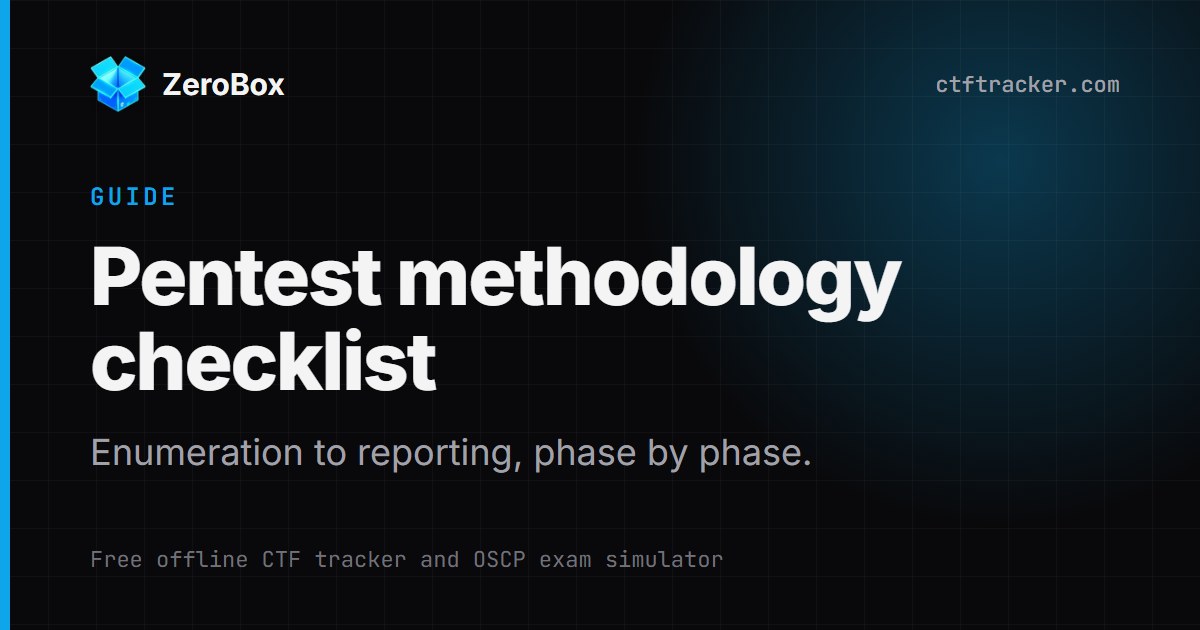 ZeroBox
ctftracker.com
GUIDE
Pentest methodology
checklist
Enumeration to reporting, phase by phase.
Free offline CTF tracker and OSCP exam simulator